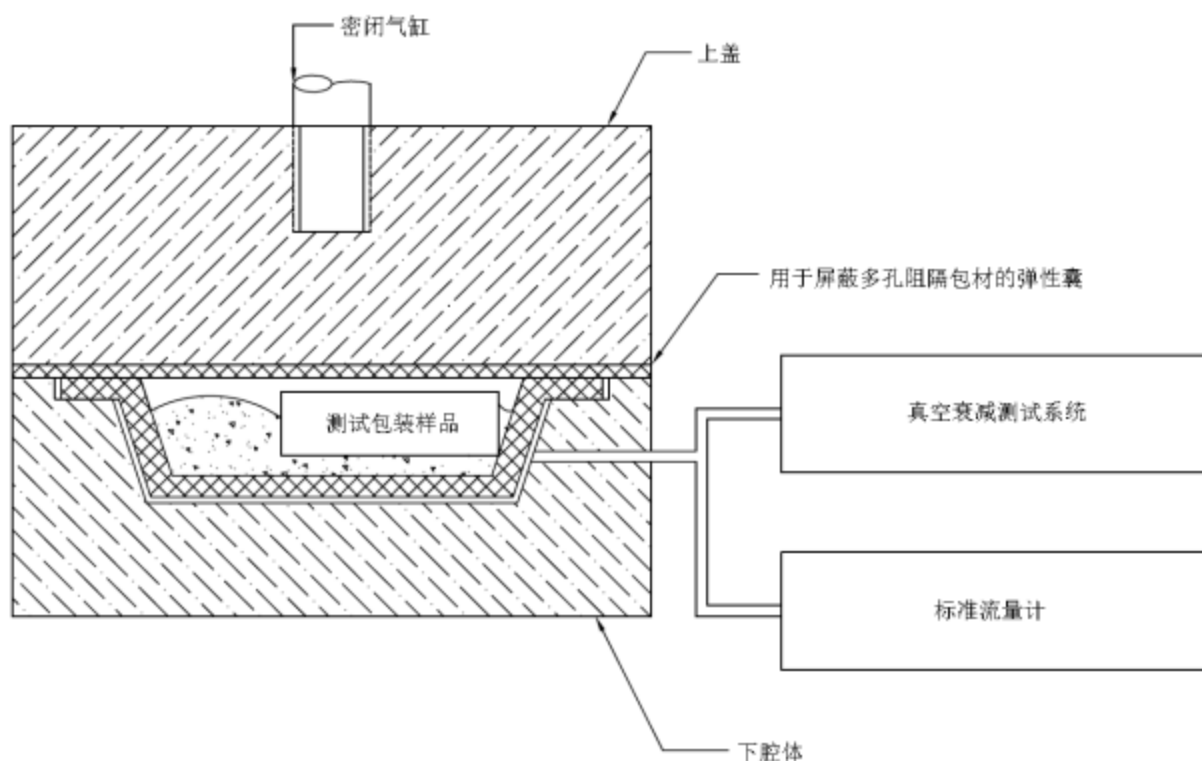 密闭气缸
上盖
用于屏蔽多孔阻隔包材的弹性囊
真空衰减测试系统
测试包装样品
标准流量计
下腔体